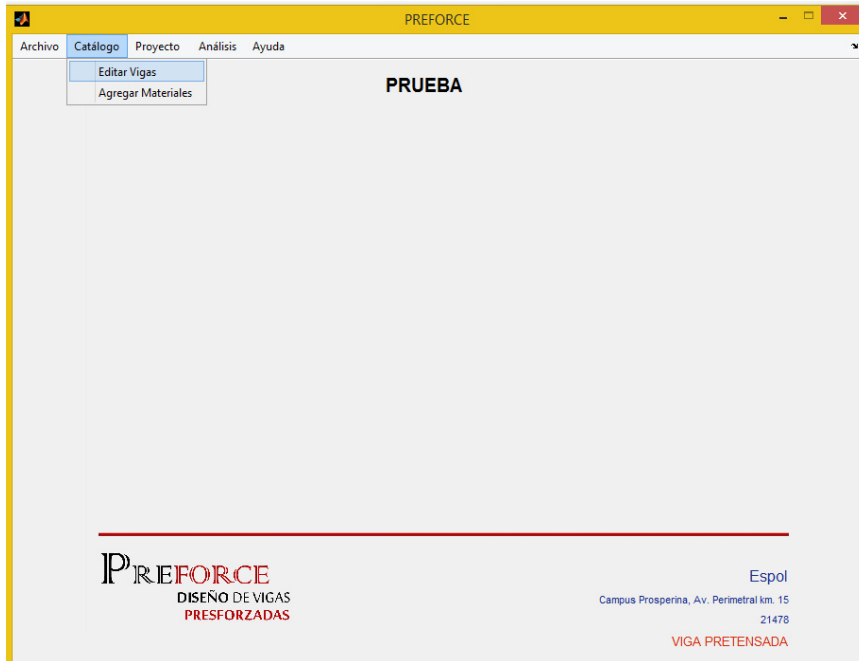 PREFORCE
Archivo Catálogo Proyecto Análisis Ayuda
Editar Vigas
Agregar Materiales
PRUEBA
PREFORCE
DISEÑO DE VIGAS
PRESFORZADAS
Espol
Campus Prosperina, Av. Perimetral km. 15
21478
VIGA PRETENSADA